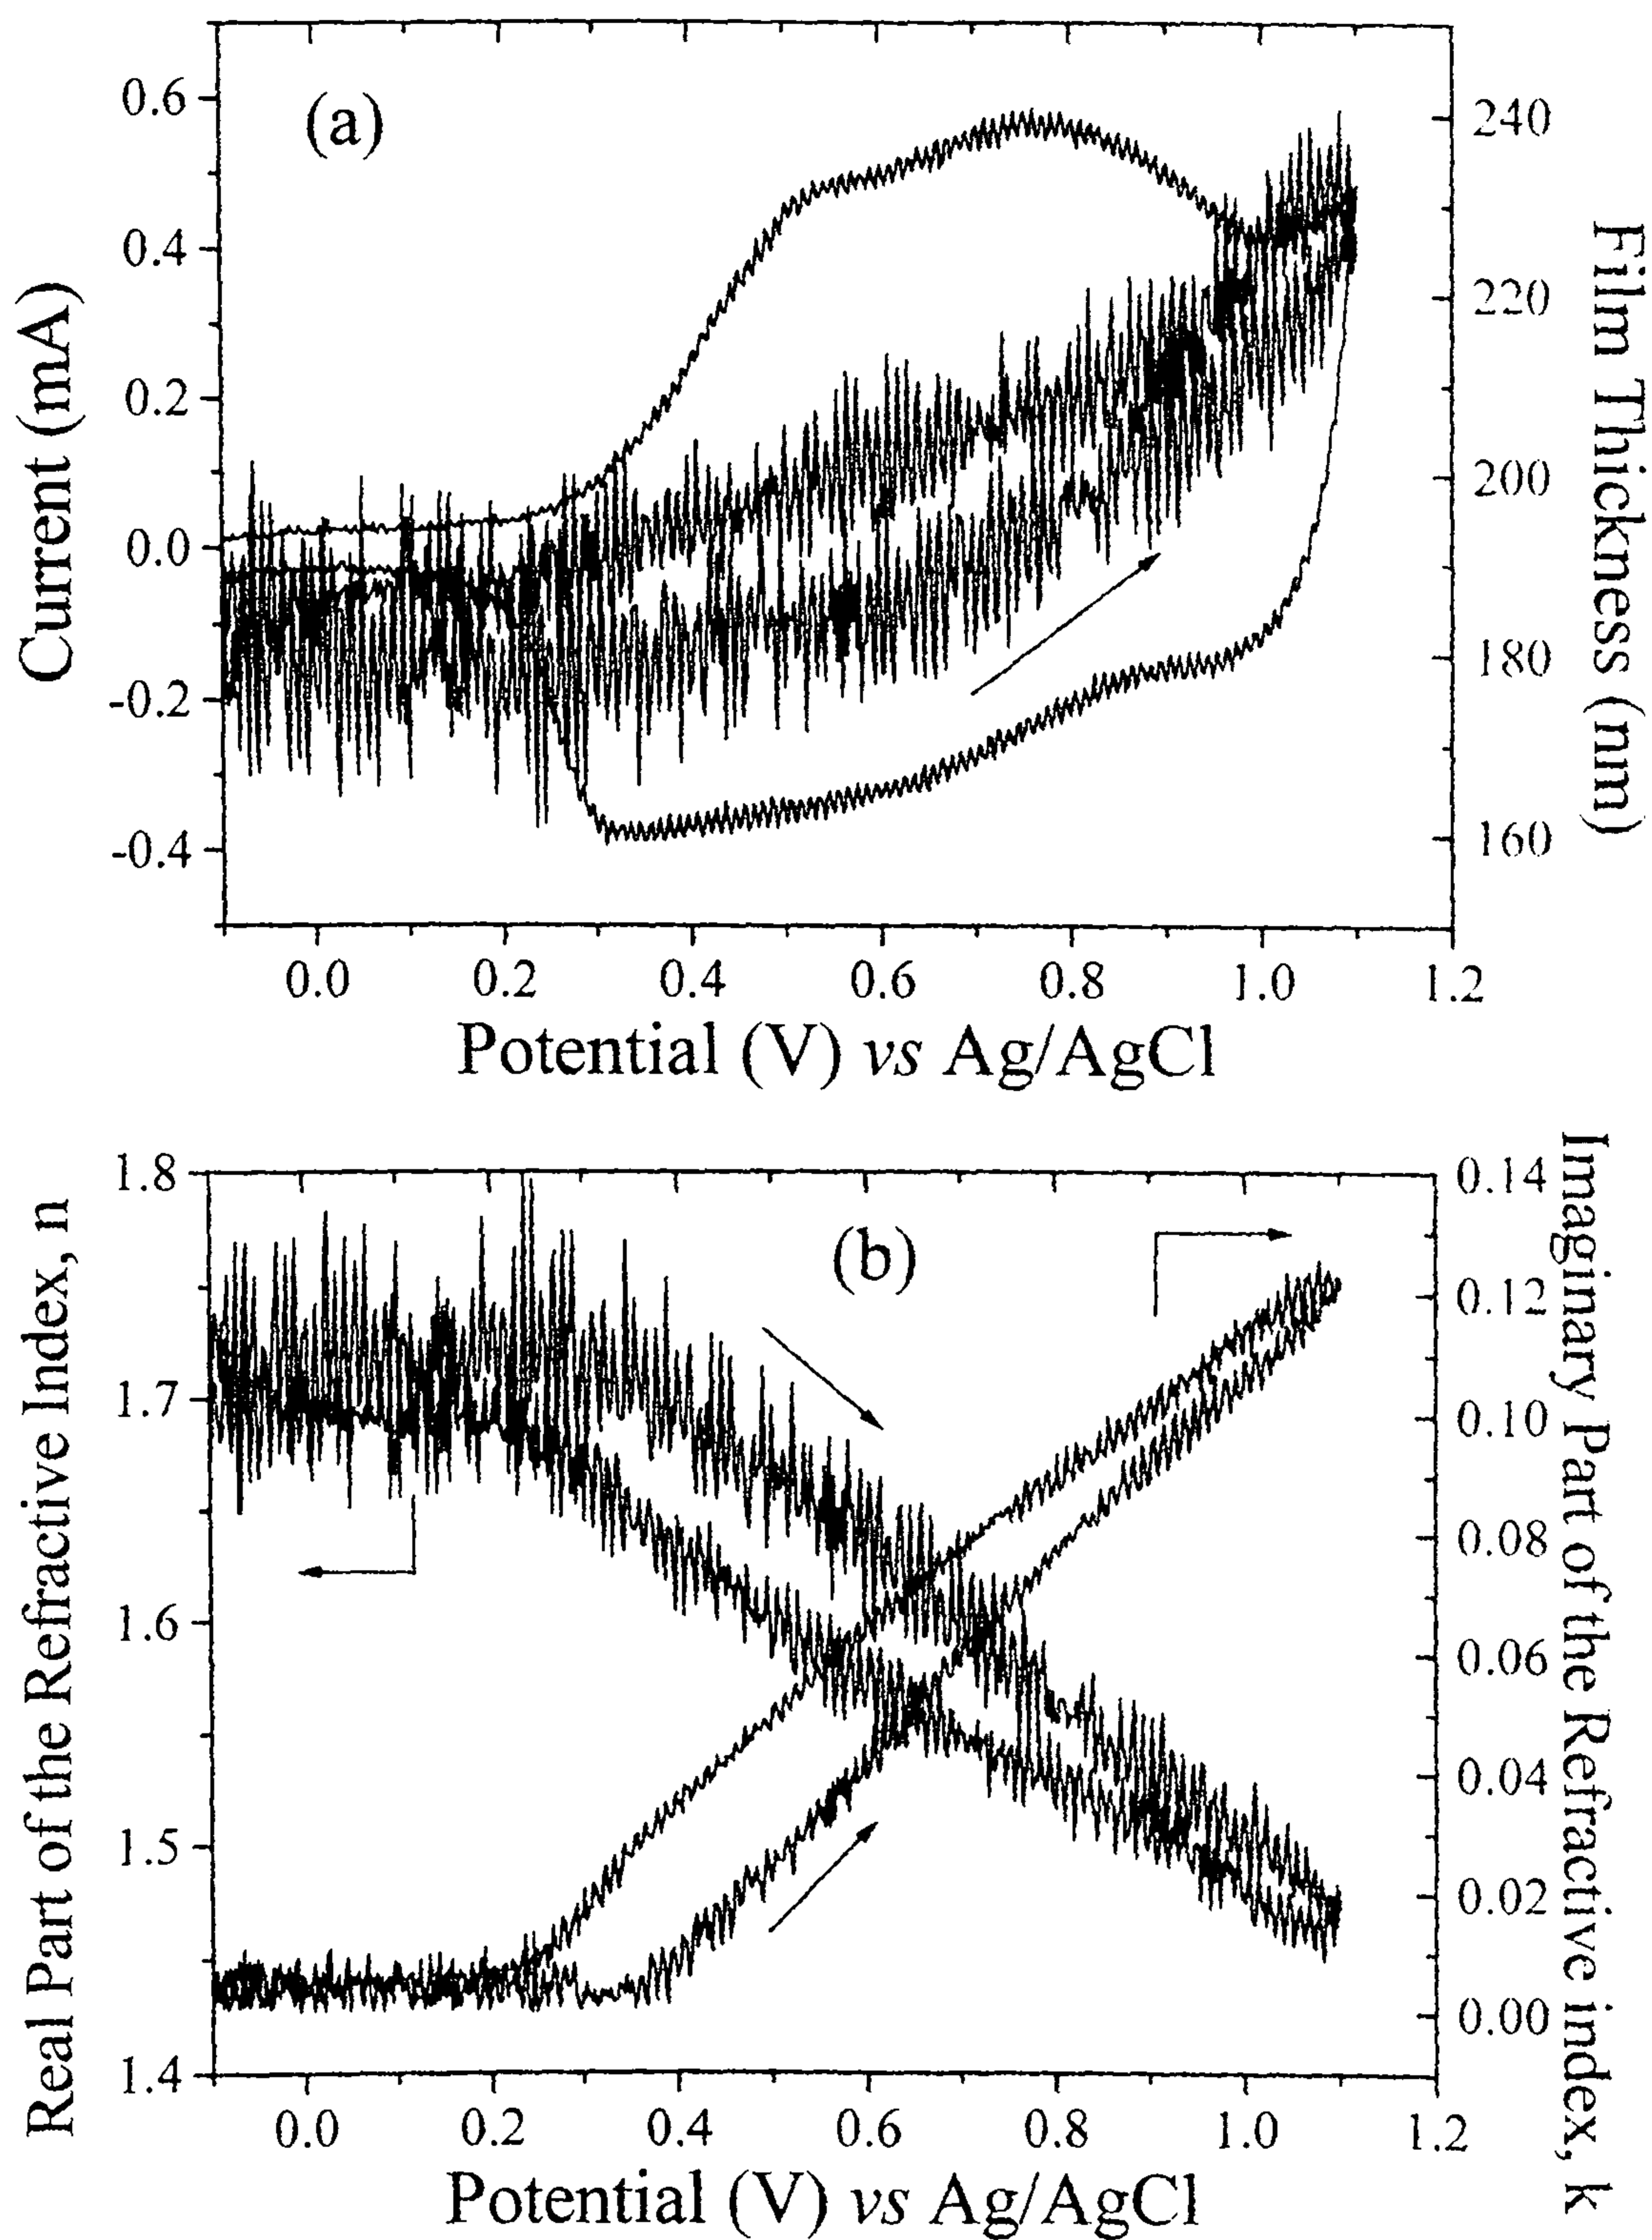 (a)
0.6
0.4
0.2
0.0
-0.2
-0.4
Current (mA)
240
220
200
180
160
Film Thickness (nm)
0.0 0.2 0.4 0.6 0.8 1.0 1.2
Potential (V) vs Ag/AgCl
(b)
1.8
1.7
1.6
1.5
1.4
Real Part of the Refractive Index, n
0.14
0.12
0.10
0.08
0.06
0.04
0.02
0.00
Imaginary Part of the Refractive index, k
0.0 0.2 0.4 0.6 0.8 1.0 1.2
Potential (V) vs Ag/AgCl